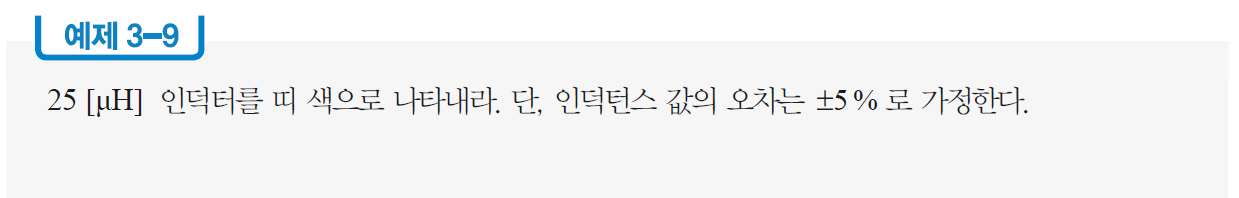 예제 3-9
25 [μH] 인덕터를 띠 색으로 나타내라. 단, 인덕턴스 값의 오차는 ±5 % 로 가정한다.